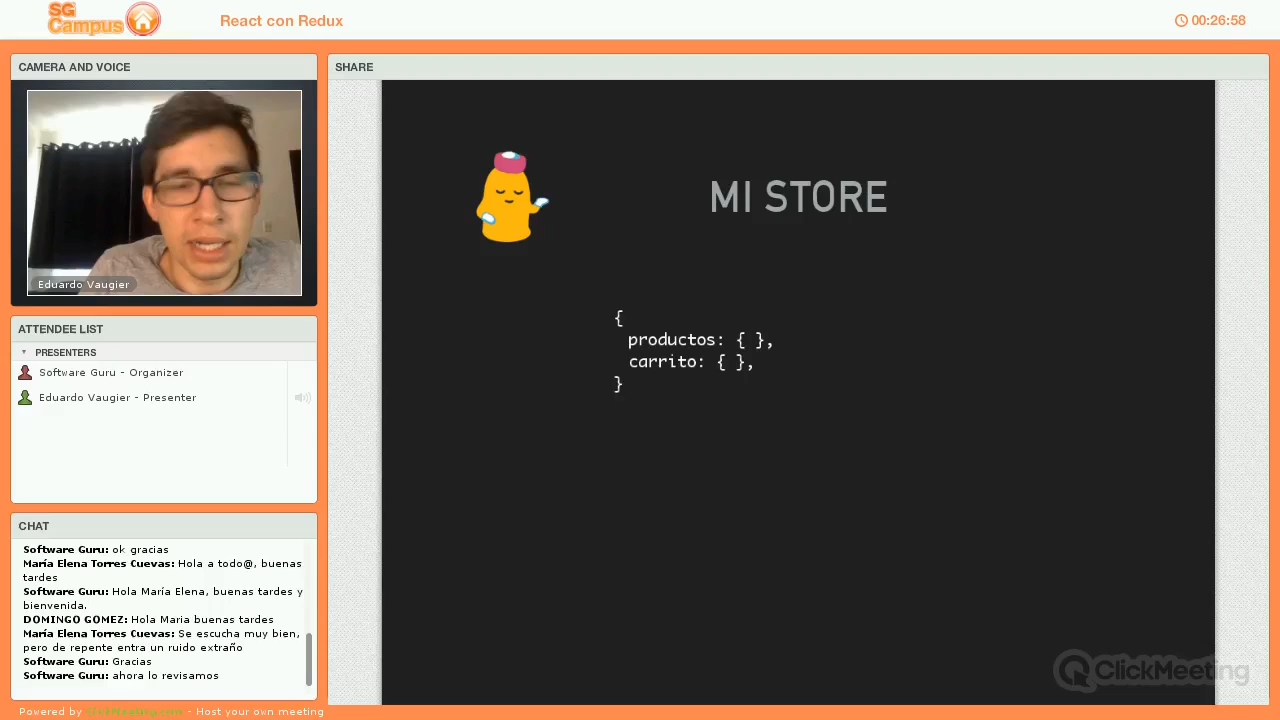 SG Campus
React con Redux
00:26:58
CAMERA AND VOICE
Eduardo Vaugier
ATTENDEE LIST
PRESENTERS
Software Guru - Organizer
Eduardo Vaugier - Presenter
CHAT
Software Guru: ok gracias
María Elena Torres Cuevas: Hola a todo@, buenas
tardes
Software Guru: Hola María Elena, buenas tardes y
bienvenida.
DOMINGO GOMEZ: Hola Maria buenas tardes
María Elena Torres Cuevas: Se escucha muy bien,
pero de repente entra un ruido extraño
Software Guru: Gracias
Software Guru: ahora lo revisamos
Powered by ClickMeeting.com - Host your own meeting
SHARE
MI STORE
{
productos: { },
carrito: { },
}
ClickMeeting